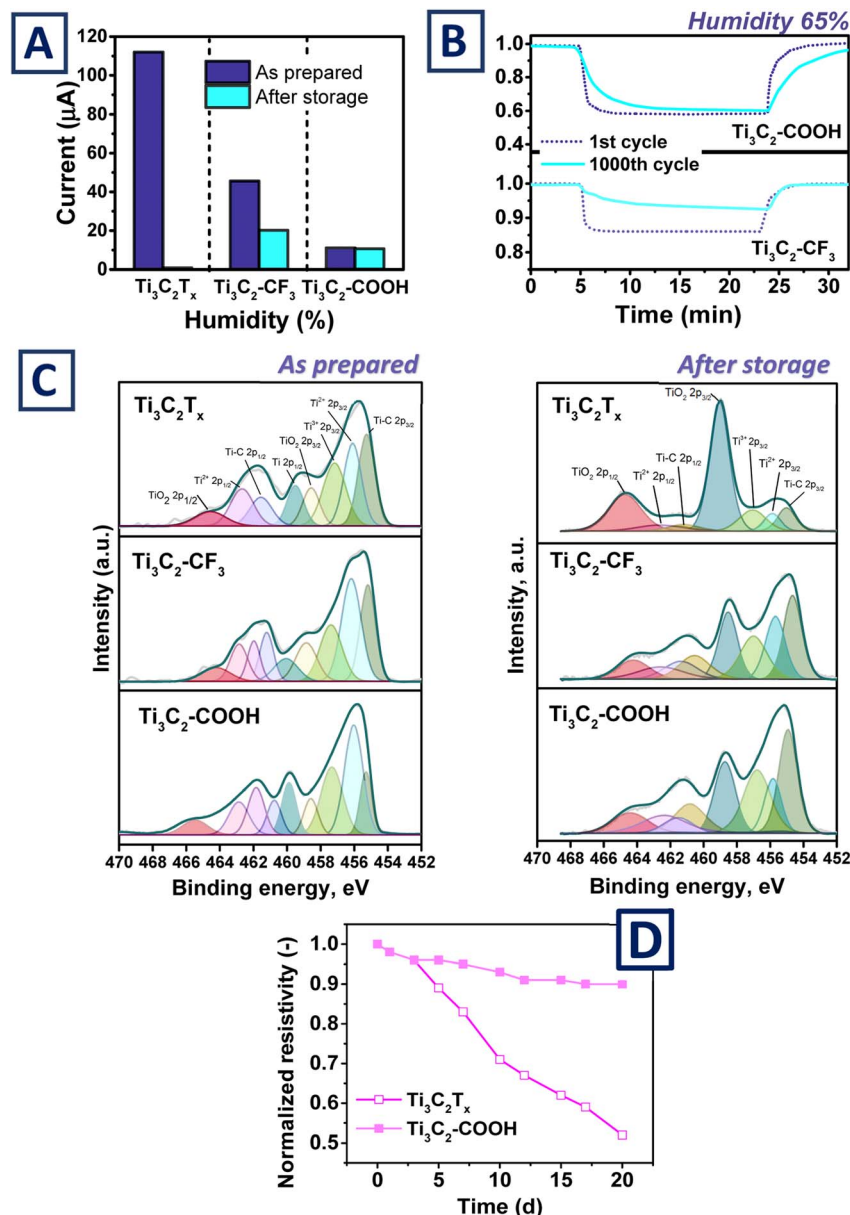 A
Current (µA)
120
100
80
60
40
20
0
As prepared
After storage
Ti₃C₂Tₓ
Ti₃C₂-CF₃
Ti₃C₂-COOH
Humidity (%)
B
Humidity 65%
1.0
0.8
0.6
0.4
Ti₃C₂-COOH
1st cycle
1000th cycle
1.0
0.9
0.8
Ti₃C₂-CF₃
0 5 10 15 20 25 30
Time (min)
C
As prepared
Intensity (a.u.)
Ti₃C₂Tₓ
TiO₂ 2p₁/₂
Ti²⁺ 2p₁/₂
Ti-C 2p₁/₂
Ti 2p₁/₂
TiO₂ 2p₃/₂
Ti³⁺ 2p₃/₂
Ti²⁺ 2p₃/₂
Ti-C 2p₃/₂
Ti₃C₂-CF₃
Ti₃C₂-COOH
470 468 466 464 462 460 458 456 454 452
Binding energy, eV
After storage
Intensity, a.u.
Ti₃C₂Tₓ
TiO₂ 2p₁/₂
Ti²⁺ 2p₁/₂
Ti-C 2p₁/₂
TiO₂ 2p₃/₂
Ti³⁺ 2p₃/₂
Ti²⁺ 2p₃/₂
Ti-C 2p₃/₂
Ti₃C₂-CF₃
Ti₃C₂-COOH
470 468 466 464 462 460 458 456 454 452
Binding energy, eV
D
Normalized resistivity (-)
1.0
0.9
0.8
0.7
0.6
0.5
Ti₃C₂Tₓ
Ti₃C₂-COOH
0 5 10 15 20
Time (d)